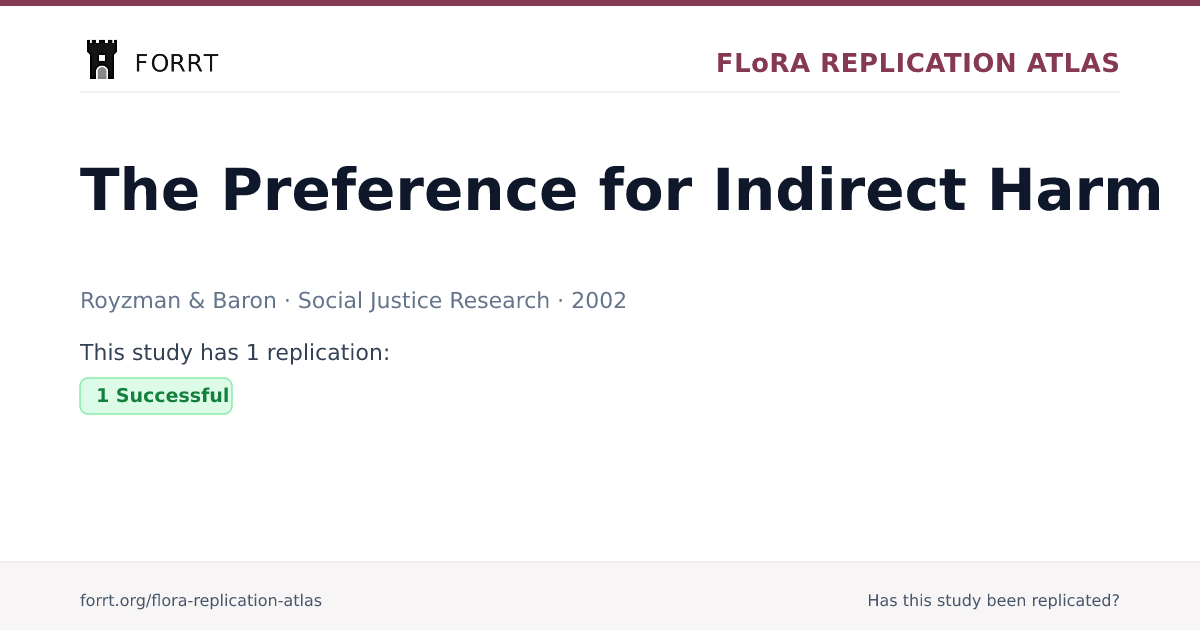 FORRT
FLoRA REPLICATION ATLAS
The Preference for Indirect Harm
Royzman & Baron · Social Justice Research · 2002
This study has 1 replication:
1 Successful
forrt.org/flora-replication-atlas
Has this study been replicated?